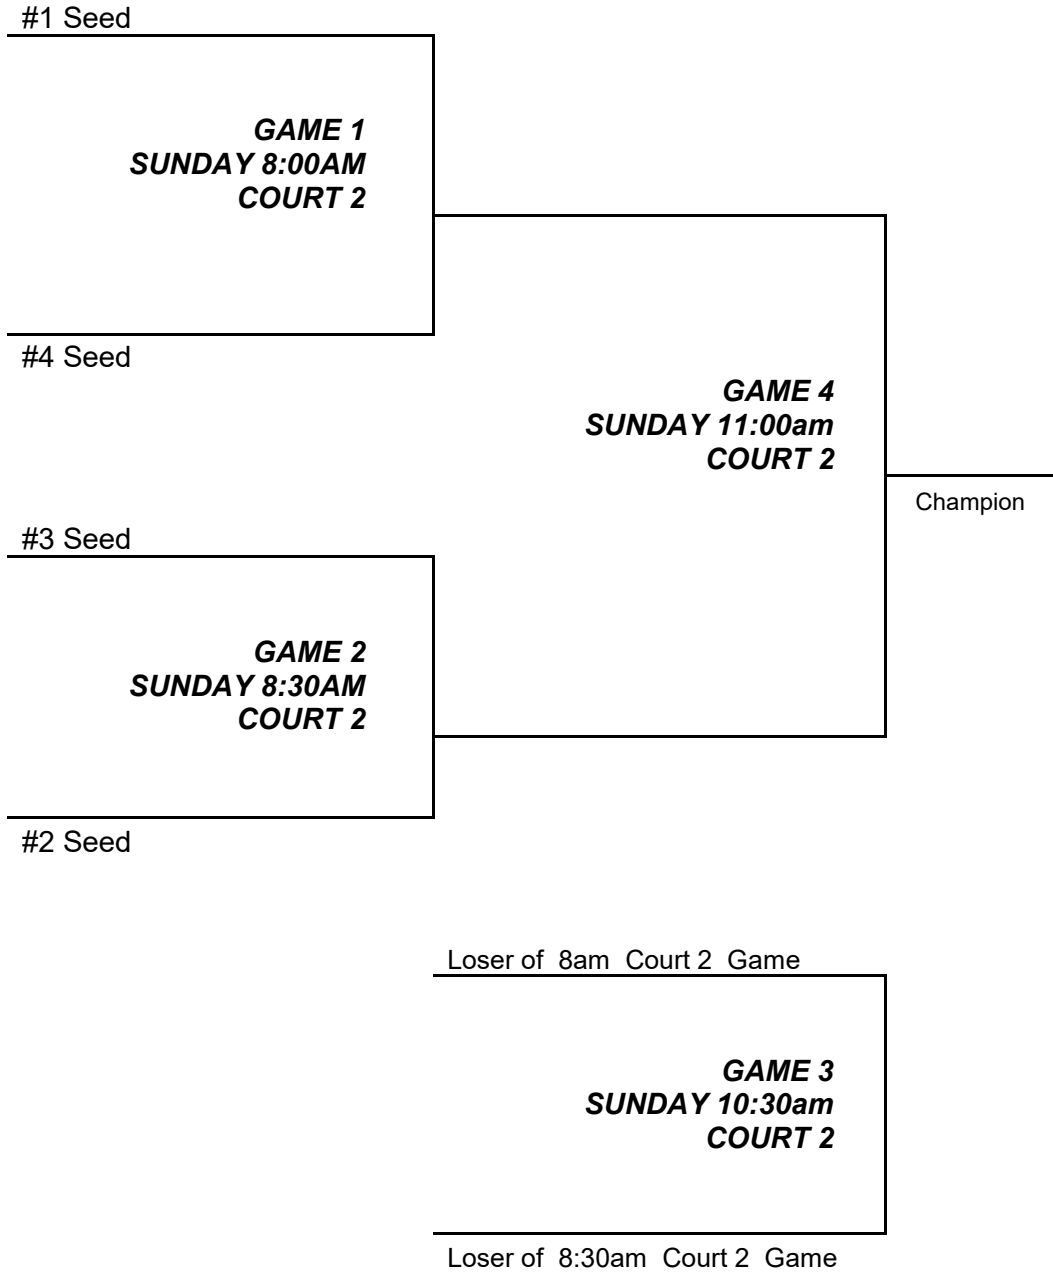 #1 Seed
GAME 1
SUNDAY 8:00AM
COURT 2
#4 Seed
GAME 4
SUNDAY 11:00am
COURT 2
Champion
#3 Seed
GAME 2
SUNDAY 8:30AM
COURT 2
#2 Seed
Loser of 8am Court 2 Game
GAME 3
SUNDAY 10:30am
COURT 2
Loser of 8:30am Court 2 Game